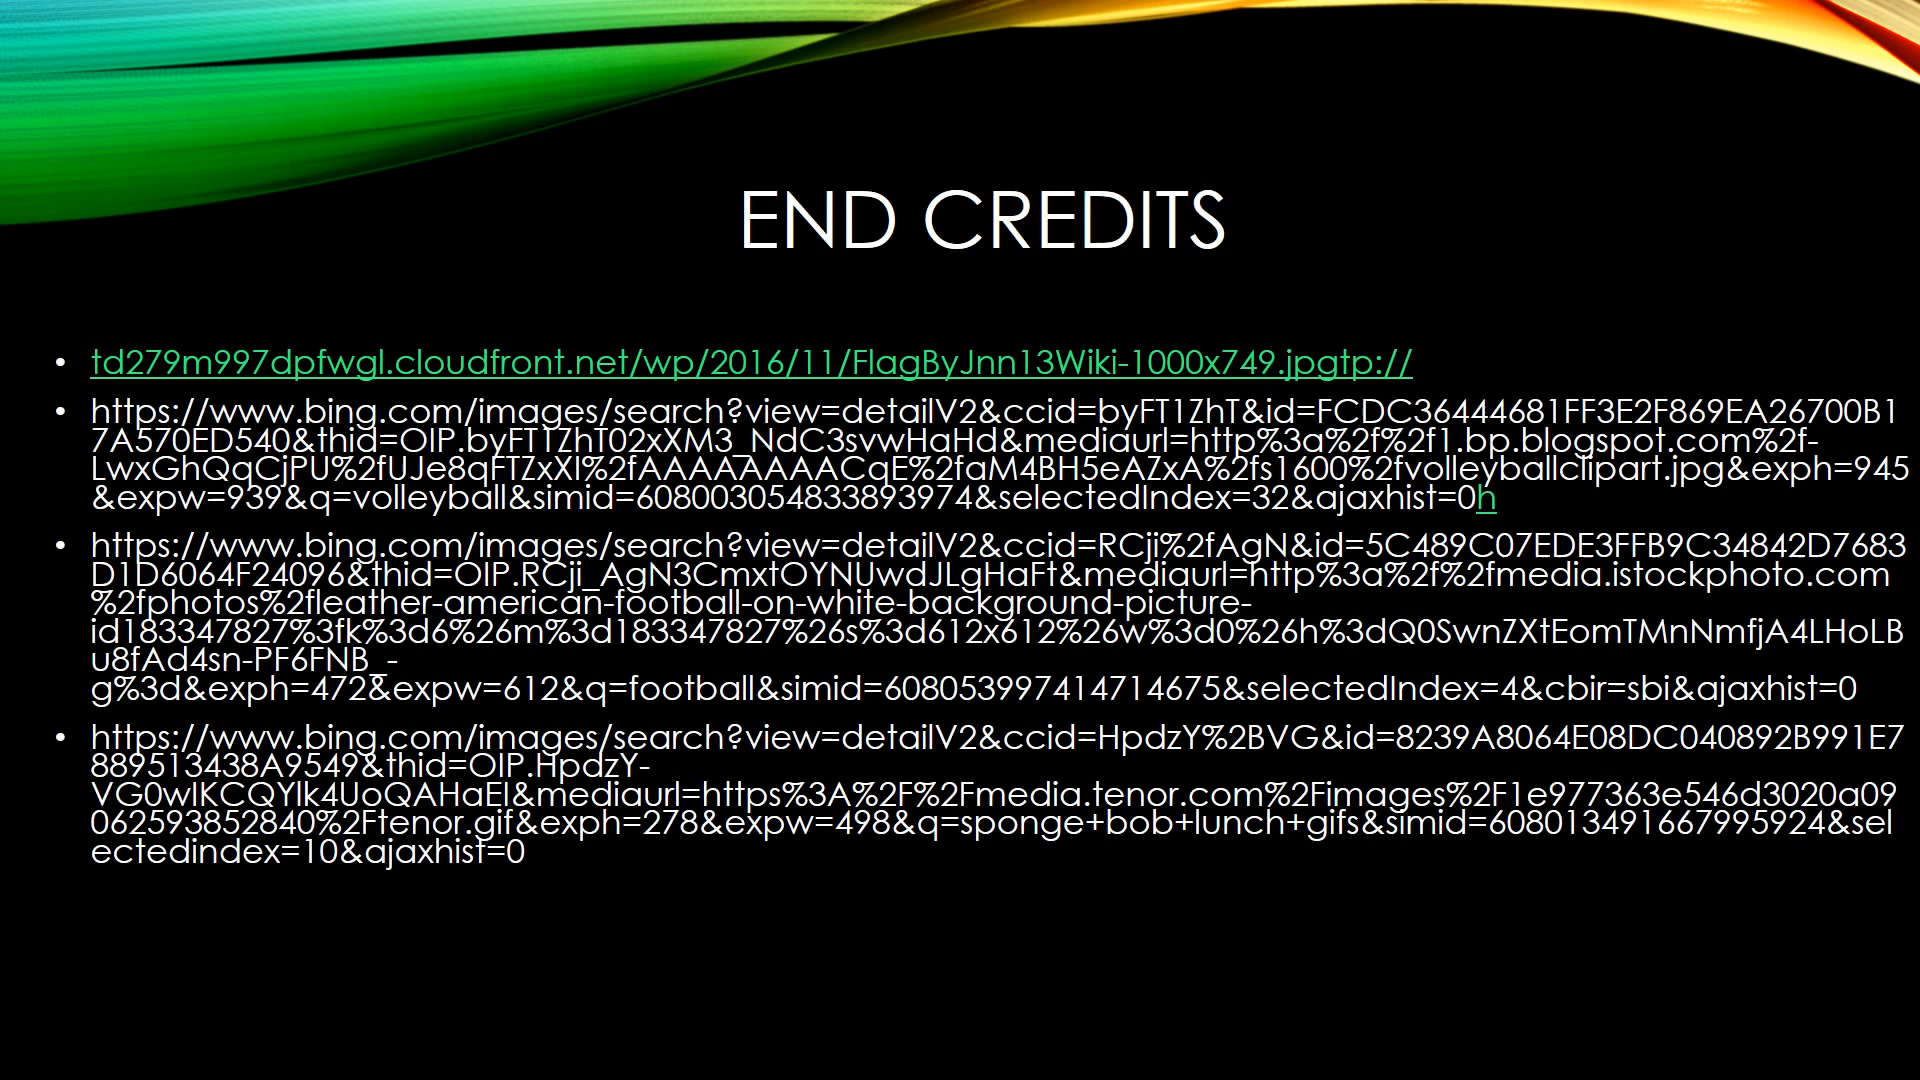 END CREDITS
• td279m997dpfwgl.cloudfront.net/wp/2016/11/FlagByJnn13Wiki-1000x749.jpgtp://
• https://www.bing.com/images/search?view=detailV2&ccid=byFT1ZhT&id=FCDC36444681FF3E2F869EA26700B1
7A570ED540&thid=OIP.byFT1ZhT02xXM3_NdC3svwHaHd&mediaurl=http%3a%2f%2f1.bp.blogspot.com%2f-
LwxGhQqCjPU%2fUJe8qFTZxXI%2fAAAAAAAACqE%2faM4BH5eAZxA%2fs1600%2fvolleyballclipart.jpg&exph=945
&expw=939&q=volleyball&simid=608003054833893974&selectedIndex=32&ajaxhist=0h
• https://www.bing.com/images/search?view=detailV2&ccid=RCji%2fAgN&id=5C489C07EDE3FFB9C34842D7683
D1D6064F24096&thid=OIP.RCji_AgN3CmxtOYNUwdJLgHaFt&mediaurl=http%3a%2f%2fmedia.istockphoto.com
%2fphotos%2fleather-american-football-on-white-background-picture-
id183347827%3fk%3d6%26m%3d183347827%26s%3d612x612%26w%3d0%26h%3dQ0SwnZXtEomTMnNmfjA4LHoLB
u8fAd4sn-PF6FNB_-
g%3d&exph=472&expw=612&q=football&simid=608053997414714675&selectedIndex=4&cbir=sbi&ajaxhist=0
• https://www.bing.com/images/search?view=detailV2&ccid=HpdzY%2BVG&id=8239A8064E08DC040892B991E7
889513438A9549&thid=OIP.HpdzY-
VG0wIKCQYlk4UoQAHaEI&mediaurl=https%3A%2F%2Fmedia.tenor.com%2Fimages%2F1e977363e546d3020a09
062593852840%2Ftenor.gif&exph=278&expw=498&q=sponge+bob+lunch+gifs&simid=608013491667995924&sel
ectedindex=10&ajaxhist=0